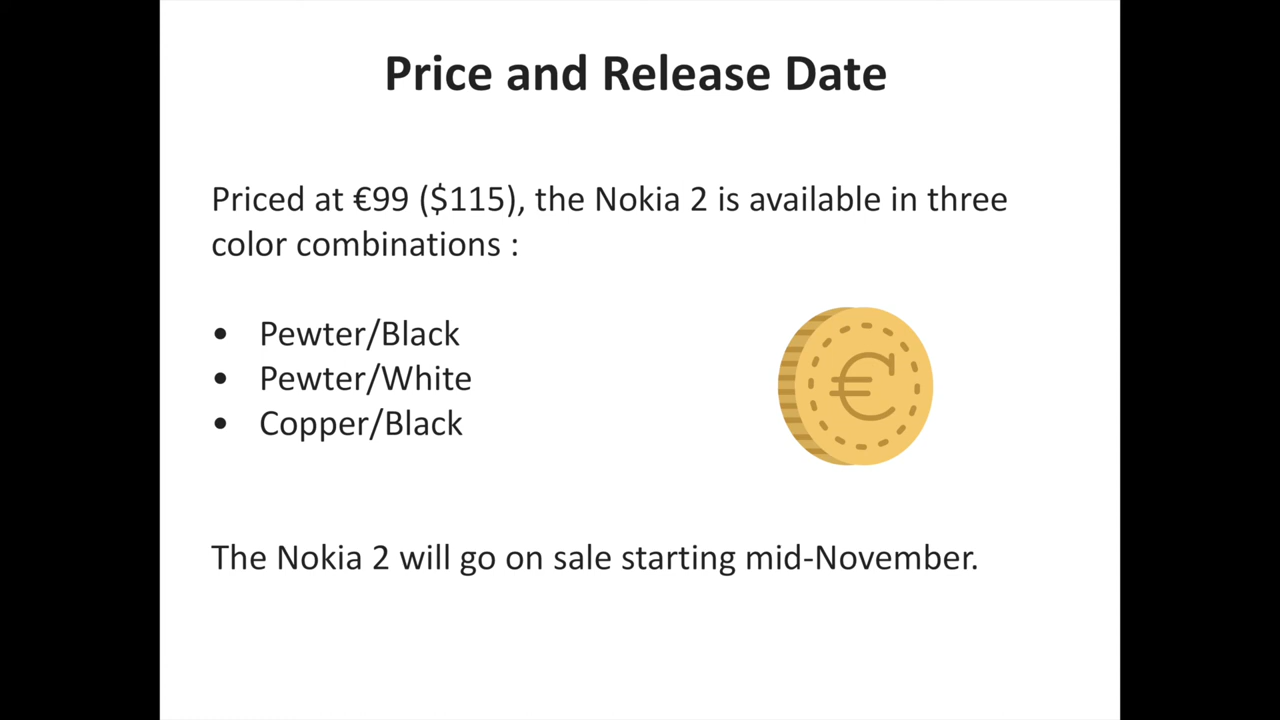 Price and Release Date
Priced at €99 ($115), the Nokia 2 is available in three
color combinations :
• Pewter/Black
• Pewter/White
• Copper/Black
€
The Nokia 2 will go on sale starting mid-November.